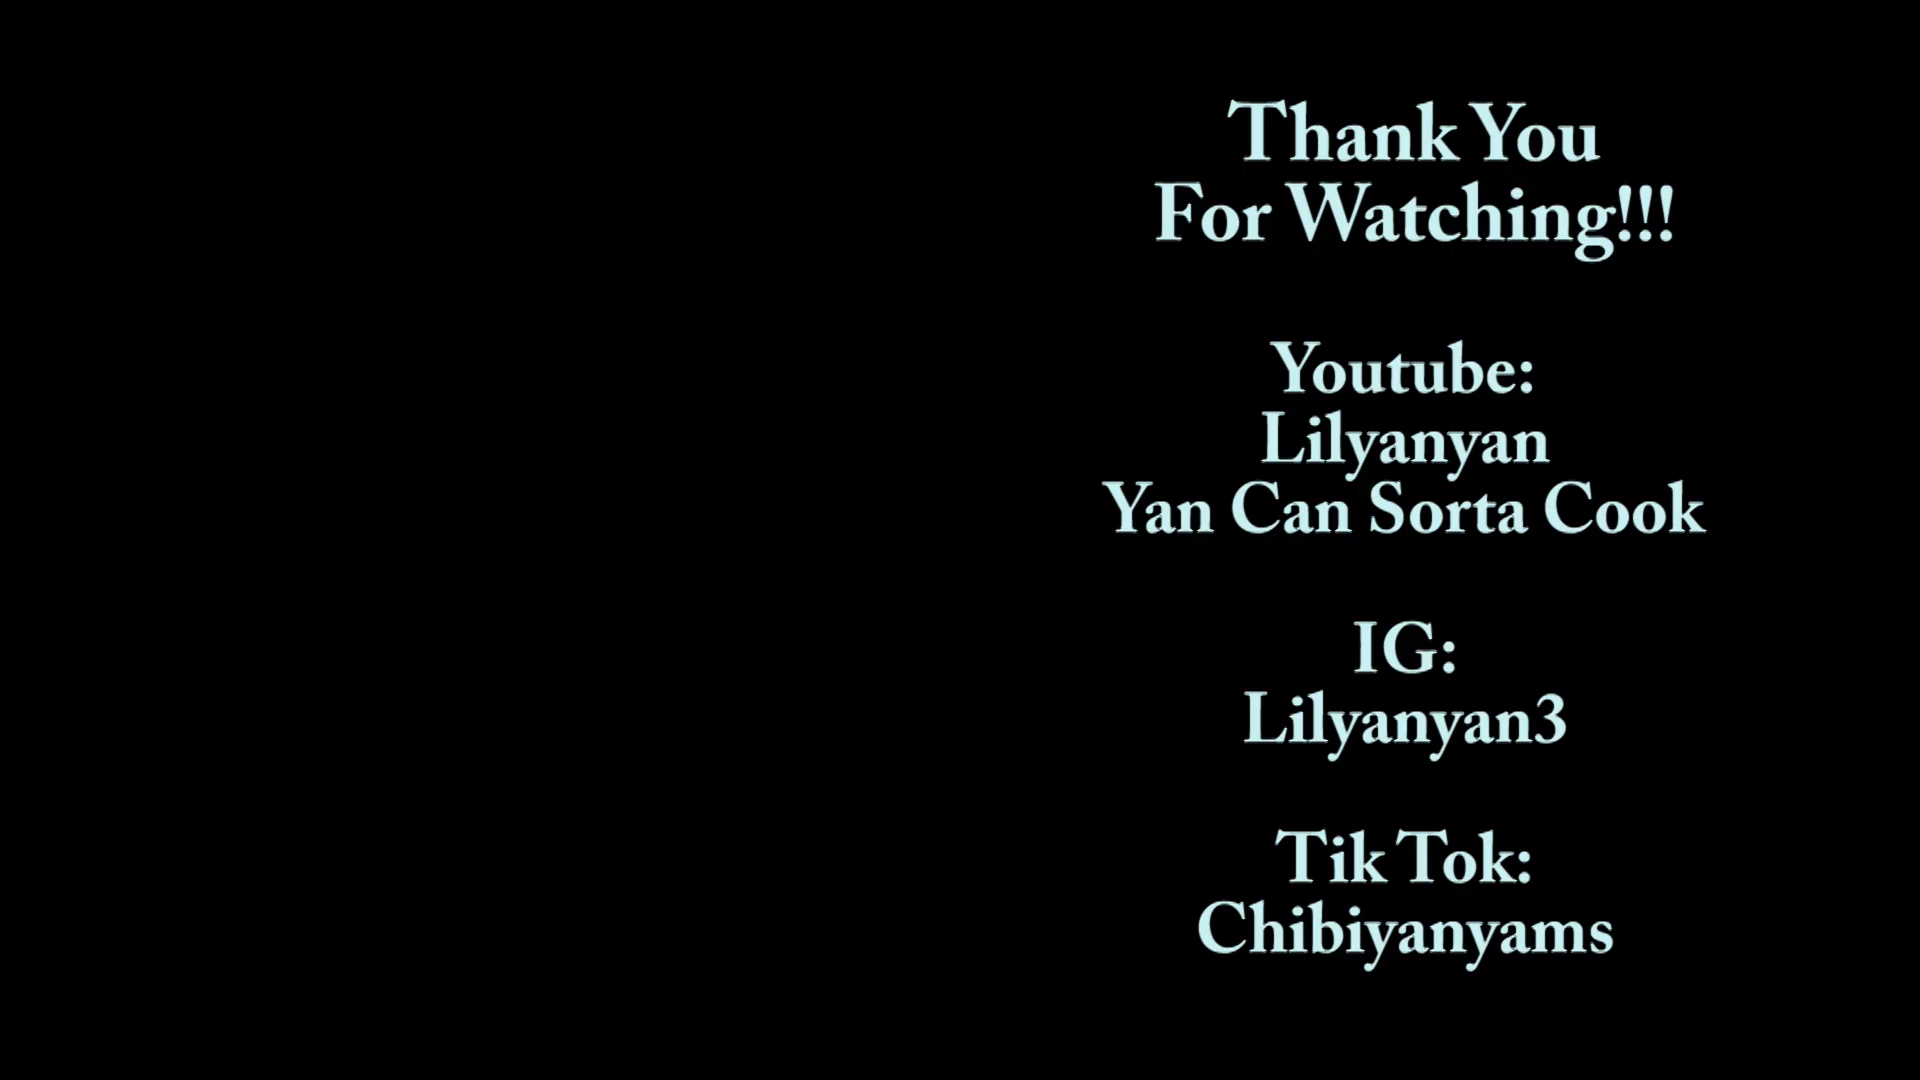 Thank You
For Watching!!!
Youtube:
Lilyanyan
Yan Can Sorta Cook
IG:
Lilyanyan3
Tik Tok:
Chibiyanyams